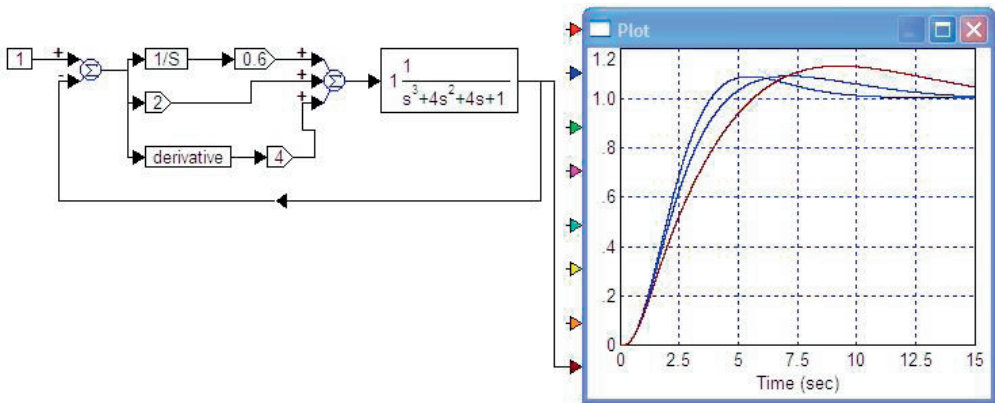 1
+
-
Σ
1/S
0.6
2
derivative
4
+
+
+
Σ
1 1
s³+4s²+4s+1
Plot
1.2
1.0
.8
.6
.4
.2
0
0 2.5 5 7.5 10 12.5 15
Time (sec)